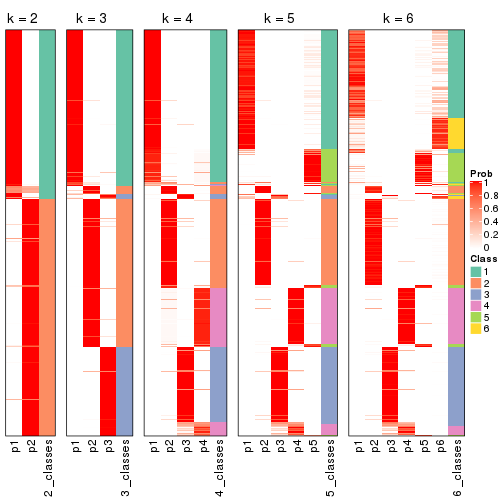 k = 2
k = 3
k = 4
k = 5
k = 6
p1
p2
2_classes
p1
p2
p3
3_classes
p1
p2
p3
p4
4_classes
p1
p2
p3
p4
p5
5_classes
p1
p2
p3
p4
p5
p6
6_classes
Prob
1
0.8
0.6
0.4
0.2
0
Class
1
2
3
4
5
6